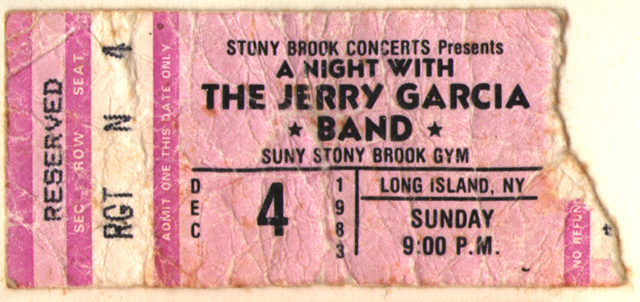 RESERVED
SEC. ROW SEAT
RGT N 4
ADMIT ONE THIS DATE ONLY
STONY BROOK CONCERTS Presents
A NIGHT WITH
THE JERRY GARCIA
★ BAND ★
SUNY STONY BROOK GYM
DEC 4 1983
LONG ISLAND, NY
SUNDAY
9:00 P.M.
NO REFUN